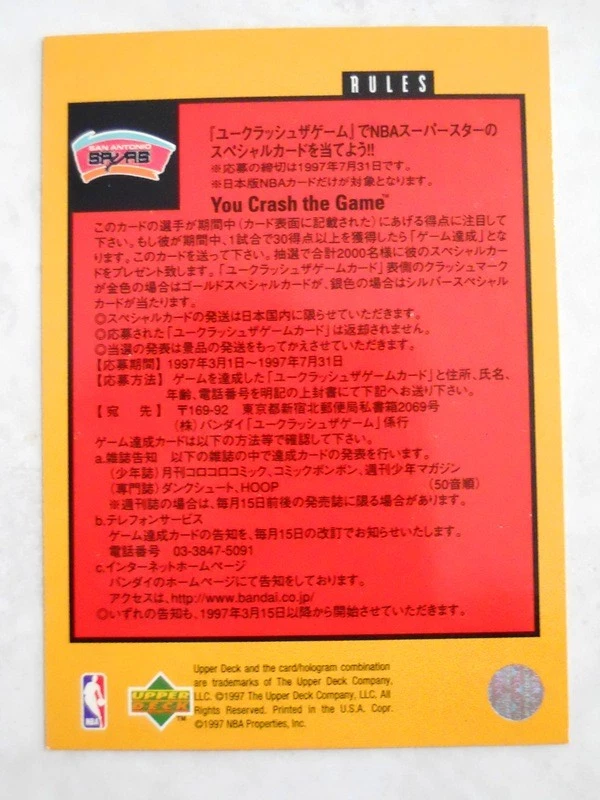 RULES
SAN ANTONIO
SPURS
『ユークラッシュザゲーム』でNBAスーパースターの
スペシャルカードを当てよう!!
※応募の締切は1997年7月31日です。
※日本版NBAカードだけが対象となります。
You Crash the Game™
このカードの選手が期間中(カード表面に記載された)にあげる得点に注目して
下さい。もし彼が期間中、1試合で30得点以上を獲得したら「ゲーム達成」とな
ります。このカードを送って下さい。抽選で合計2000名様に彼のスペシャルカー
ドをプレゼント致します。「ユークラッシュザゲームカード」表側のクラッシュマーク
が金色の場合はゴールドスペシャルカードが、銀色の場合はシルバースペシャル
カードが当たります。
◎スペシャルカードの発送は日本国内に限らせていただきます。
◎応募された「ユークラッシュザゲームカード」は返却されません。
◎当選の発表は景品の発送をもってかえさせていただきます。
【応募期間】 1997年3月1日〜1997年7月31日
【応募方法】 ゲームを達成した「ユークラッシュザゲームカード」と住所、氏名、
年齢、電話番号を明記の上封書にて下記へお送り下さい。
【宛 先】 〒169-92 東京都新宿北郵便局私書箱2069号
(株)バンダイ「ユークラッシュザゲーム」係行
ゲーム達成カードは以下の方法等で確認して下さい。
a.雑誌告知 以下の雑誌の中で達成カードの発表を行います。
(少年誌)月刊コロコロコミック、コミックボンボン、週刊少年マガジン
(専門誌)ダンクシュート、HOOP (50音順)
※週刊誌の場合は、毎月15日前後の発売誌に限る場合があります。
b.テレフォンサービス
ゲーム達成カードの告知を、毎月15日の改訂でお知らせいたします。
電話番号 03-3847-5091
c.インターネットホームページ
バンダイのホームページにて告知をしております。
アクセスは、http://www.bandai.co.jp/
◎いずれの告知も、1997年3月15日以降から開始させていただきます。
NBA
UPPER
DECK™
Upper Deck and the card/hologram combination
are trademarks of The Upper Deck Company,
LLC. ©1997 The Upper Deck Company, LLC. All
Rights Reserved. Printed in the U.S.A. Copr.
©1997 NBA Properties, Inc.